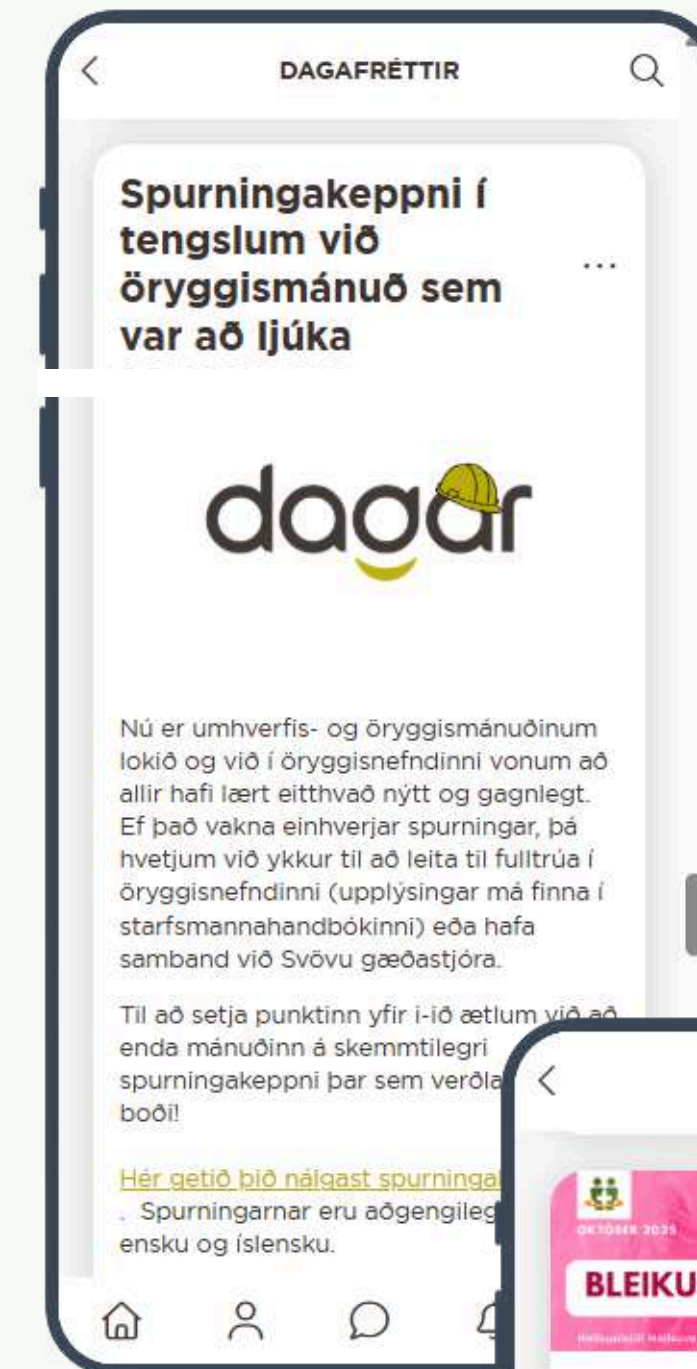 DAGAFRÉTTIR
Spurningakeppni í
tengslum við
öryggismánuð sem
var að ljúka
dagar
Nú er umhverfis- og öryggismánuðinum
lokið og við í öryggisnefndinni vonum að
allir hafi lært eitthvað nýtt og gagnlegt.
Ef það vakna einhverjar spurningar, þá
hvetjum við ykkur til að leita til fulltrúa í
öryggisnefndinni (upplýsingar má finna í
starfsmannahandbókinni) eða hafa
samband við Svövu gæðastjóra.
Til að setja punktinn yfir i-ið ætlum við að
enda mánuðinn á skemmtilegri
spurningakeppni þar sem verðla
boði!
Hér getið þið nálgast spurninga
. Spurningarnar eru aðgengileg
ensku og íslensku.
OKTÓBER 2025
BLEIKU